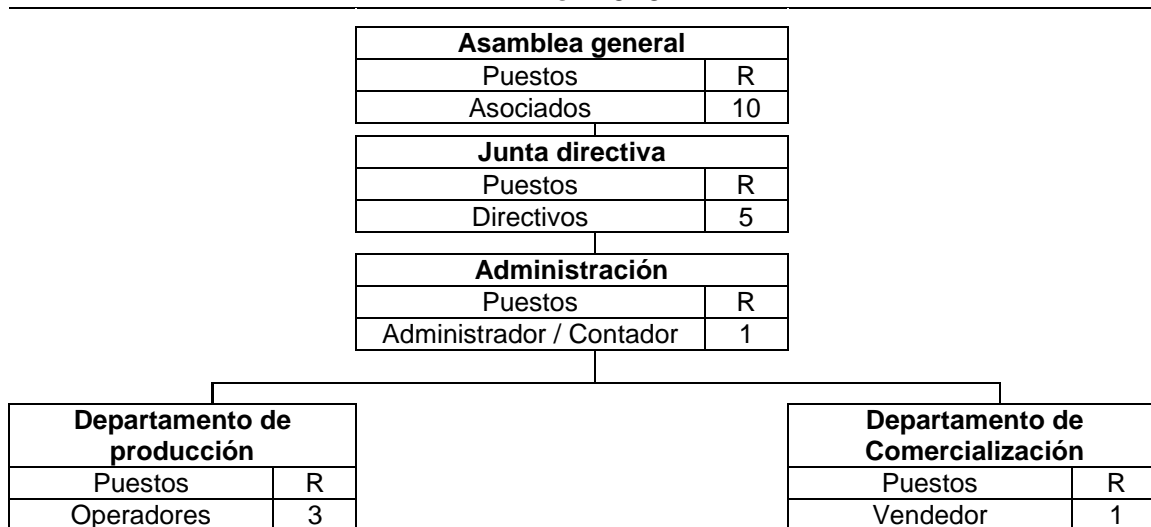 Asamblea general
Puestos R
Asociados 10
Junta directiva
Puestos R
Directivos 5
Administración
Puestos R
Administrador / Contador 1
Departamento de
producción
Puestos R
Operadores 3
Departamento de
Comercialización
Puestos R
Vendedor 1